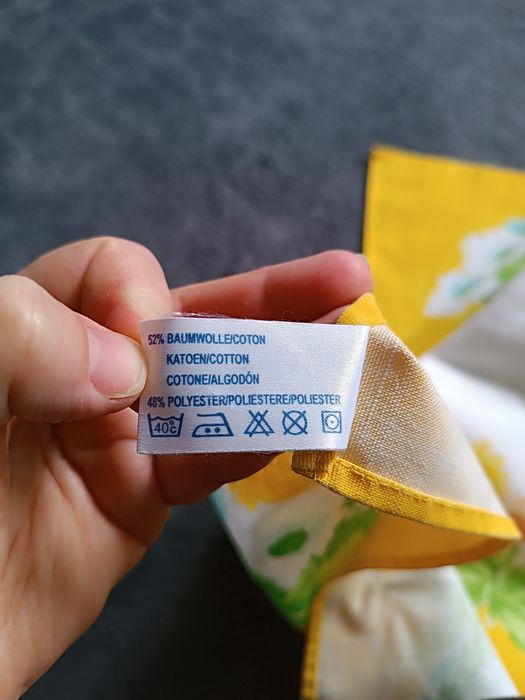 52% BAUMWOLLE/COTON
KATOEN/COTTON
COTONE/ALGODÓN
48% POLYESTER/POLIESTERE/POLIESTER
40°c